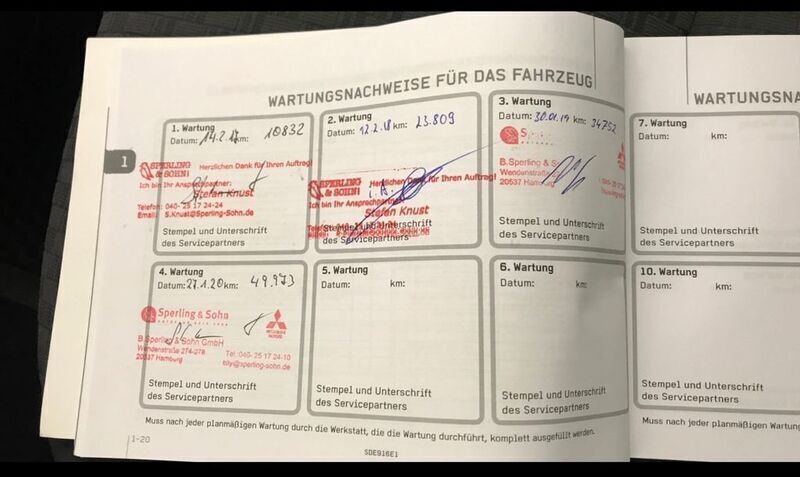 WARTUNGSNACHWEISE FÜR DAS FAHRZEUG
1
1. Wartung
Datum: 14.2.17 km: 10832
SPERLING & SOHN! Herzlichen Dank für Ihren Auftrag!
Ich bin Ihr Ansprechpartner:
Stefan Knust
Telefon: 040- 25 17 24-24
Email: S.Knust@Sperling-Sohn.de
Stempel und Unterschrift
des Servicepartners
2. Wartung
Datum: 12.2.18 km: 23.809
SPERLING & SOHN! Herzlichen Dank für Ihren Auftrag!
i.A.
Ich bin Ihr Ansprechpartner:
Stefan Knust
Stempel und Unterschrift
des Servicepartners
3. Wartung
Datum: 30.01.19 km: 34752
B.Sperling & Sohn
Wendenstraße
20537 Hamburg
Stempel und Unterschrift
des Servicepartners
4. Wartung
Datum: 27.1.20 km: 49.973
Sperling & Sohn
B.Sperling & Sohn GmbH
Wendenstraße 274-278
20537 Hamburg
Tel.:040- 25 17 24-10
Stempel und Unterschrift
des Servicepartners
5. Wartung
Datum: km:
Stempel und Unterschrift
des Servicepartners
6. Wartung
Datum: km:
Stempel und Unterschrift
des Servicepartners
Muss nach jeder planmäßigen Wartung durch die Werkstatt, die die Wartung durchführt, komplett ausgefüllt werden.
1-20
SDE916E1
WARTUNGSNA
7. Wartung
Datum: km:
Stempel und Unterschrift
des Servicepartners
10. Wartung
Datum: km:
Stempel und Unterschrift
des Servicepartners
Muss nach jeder planmäßigen Wartung